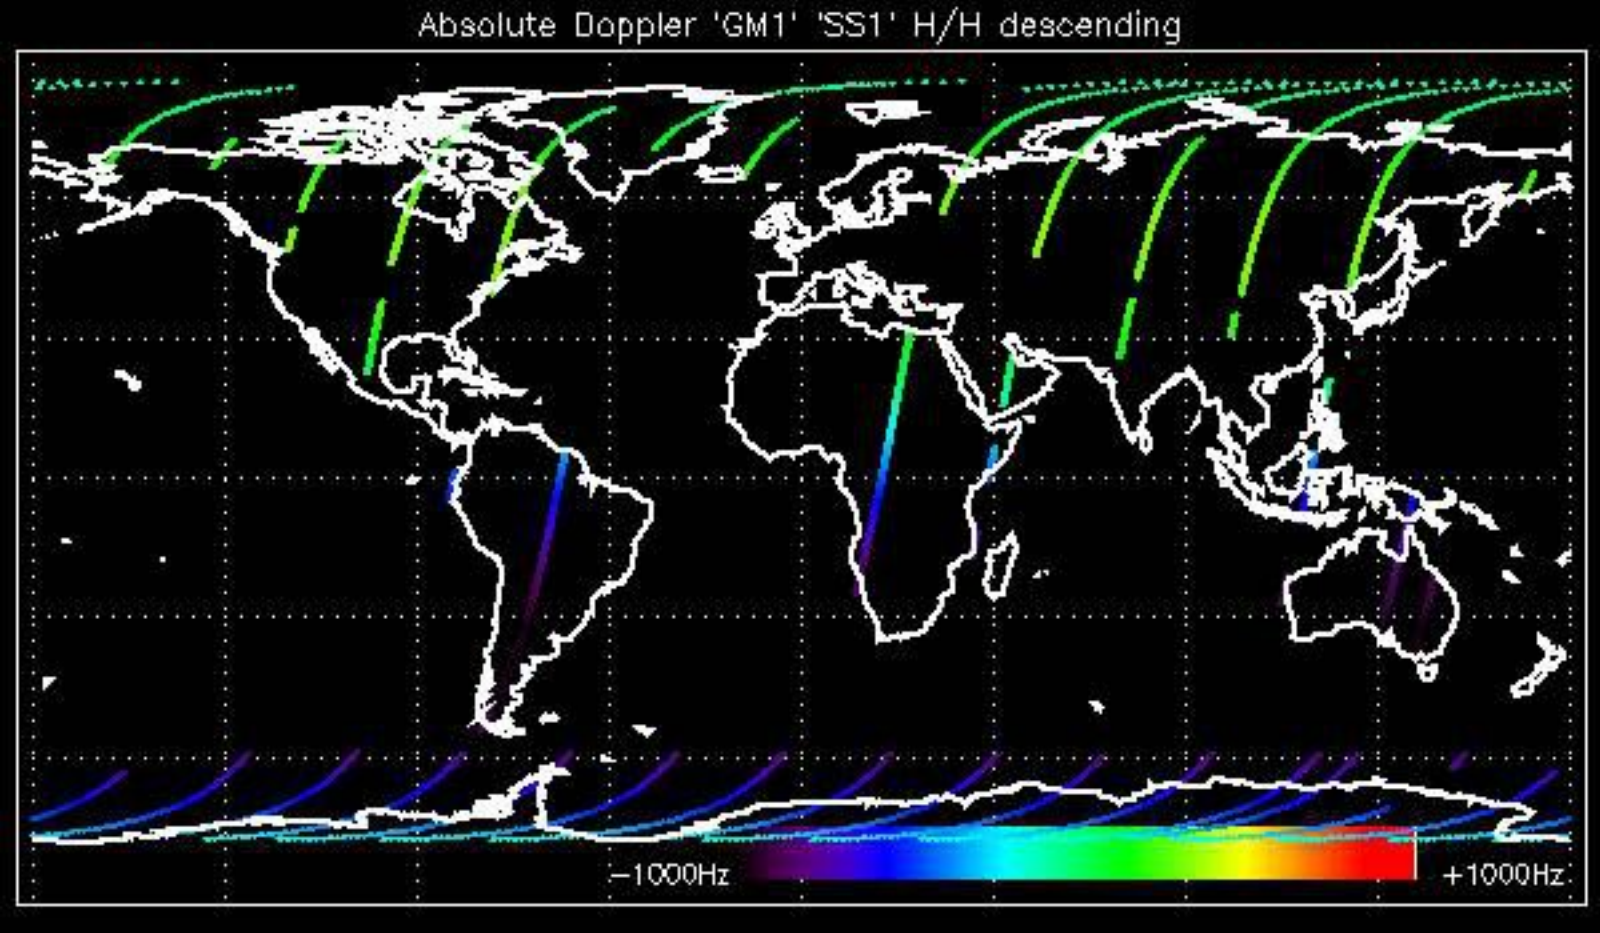 Absolute Doppler 'GM1' 'SS1' H/H descending
−1000Hz
+1000Hz